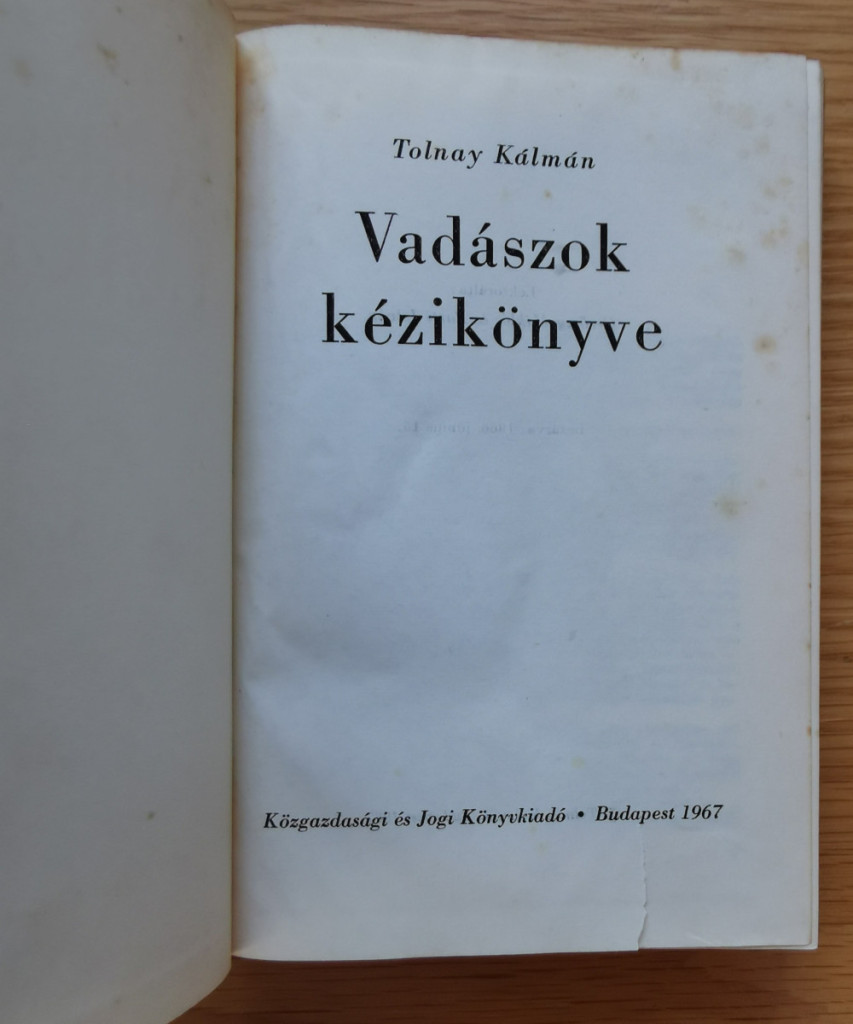 Tolnay Kálmán
Vadászok
kézikönyve
Közgazdasági és Jogi Könyvkiadó • Budapest 1967